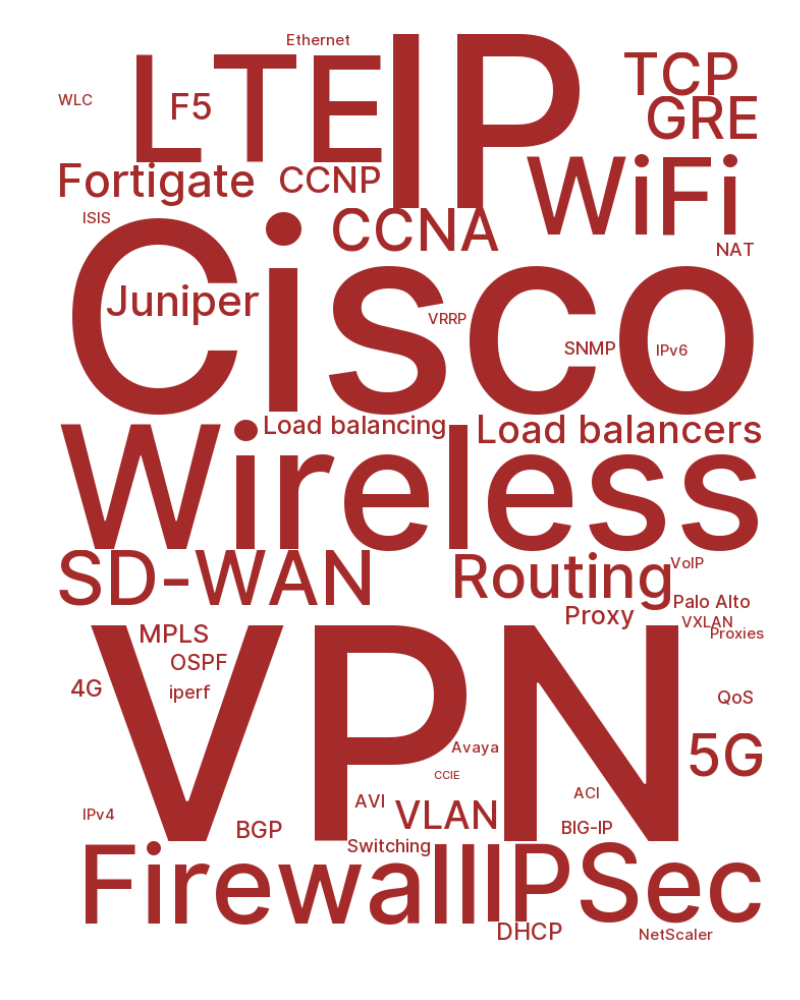 Ethernet
LTE IP
TCP
WLC
F5
GRE
Fortigate
CCNP
WiFi
ISIS
CCNA
NAT
Cisco
Juniper
VRRP
SNMP
IPv6
Load balancing
Load balancers
Wireless
SD-WAN
Routing
VoIP
Palo Alto
Proxy
VXLAN
Proxies
VPN
MPLS
OSPF
4G
iperf
QoS
Avaya
5G
CCIE
ACI
AVI
IPv4
VLAN
BGP
BIG-IP
Switching
Firewall IPSec
DHCP
NetScaler